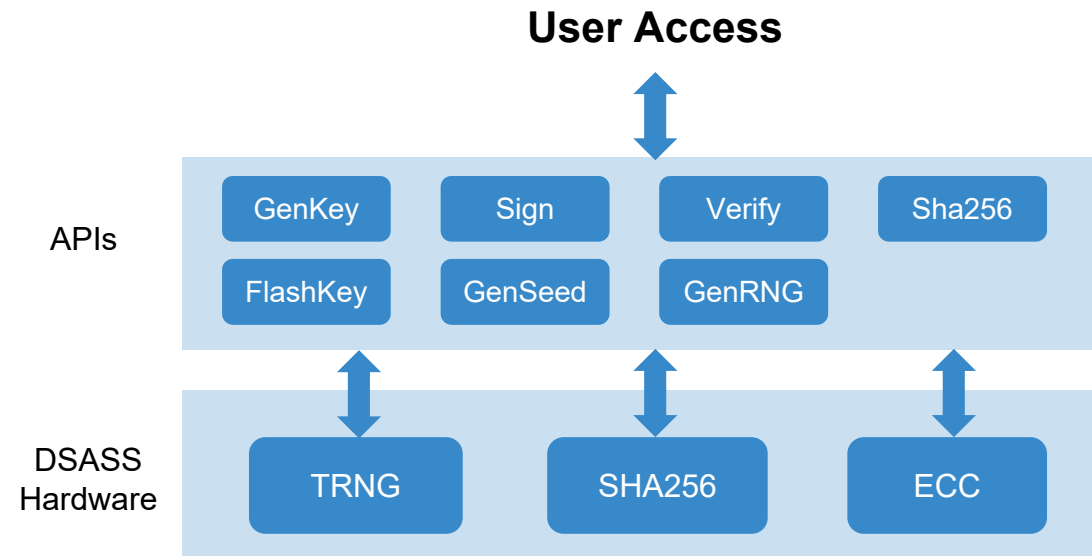 User Access
APIs
GenKey
Sign
Verify
Sha256
FlashKey
GenSeed
GenRNG
DSASS
Hardware
TRNG
SHA256
ECC